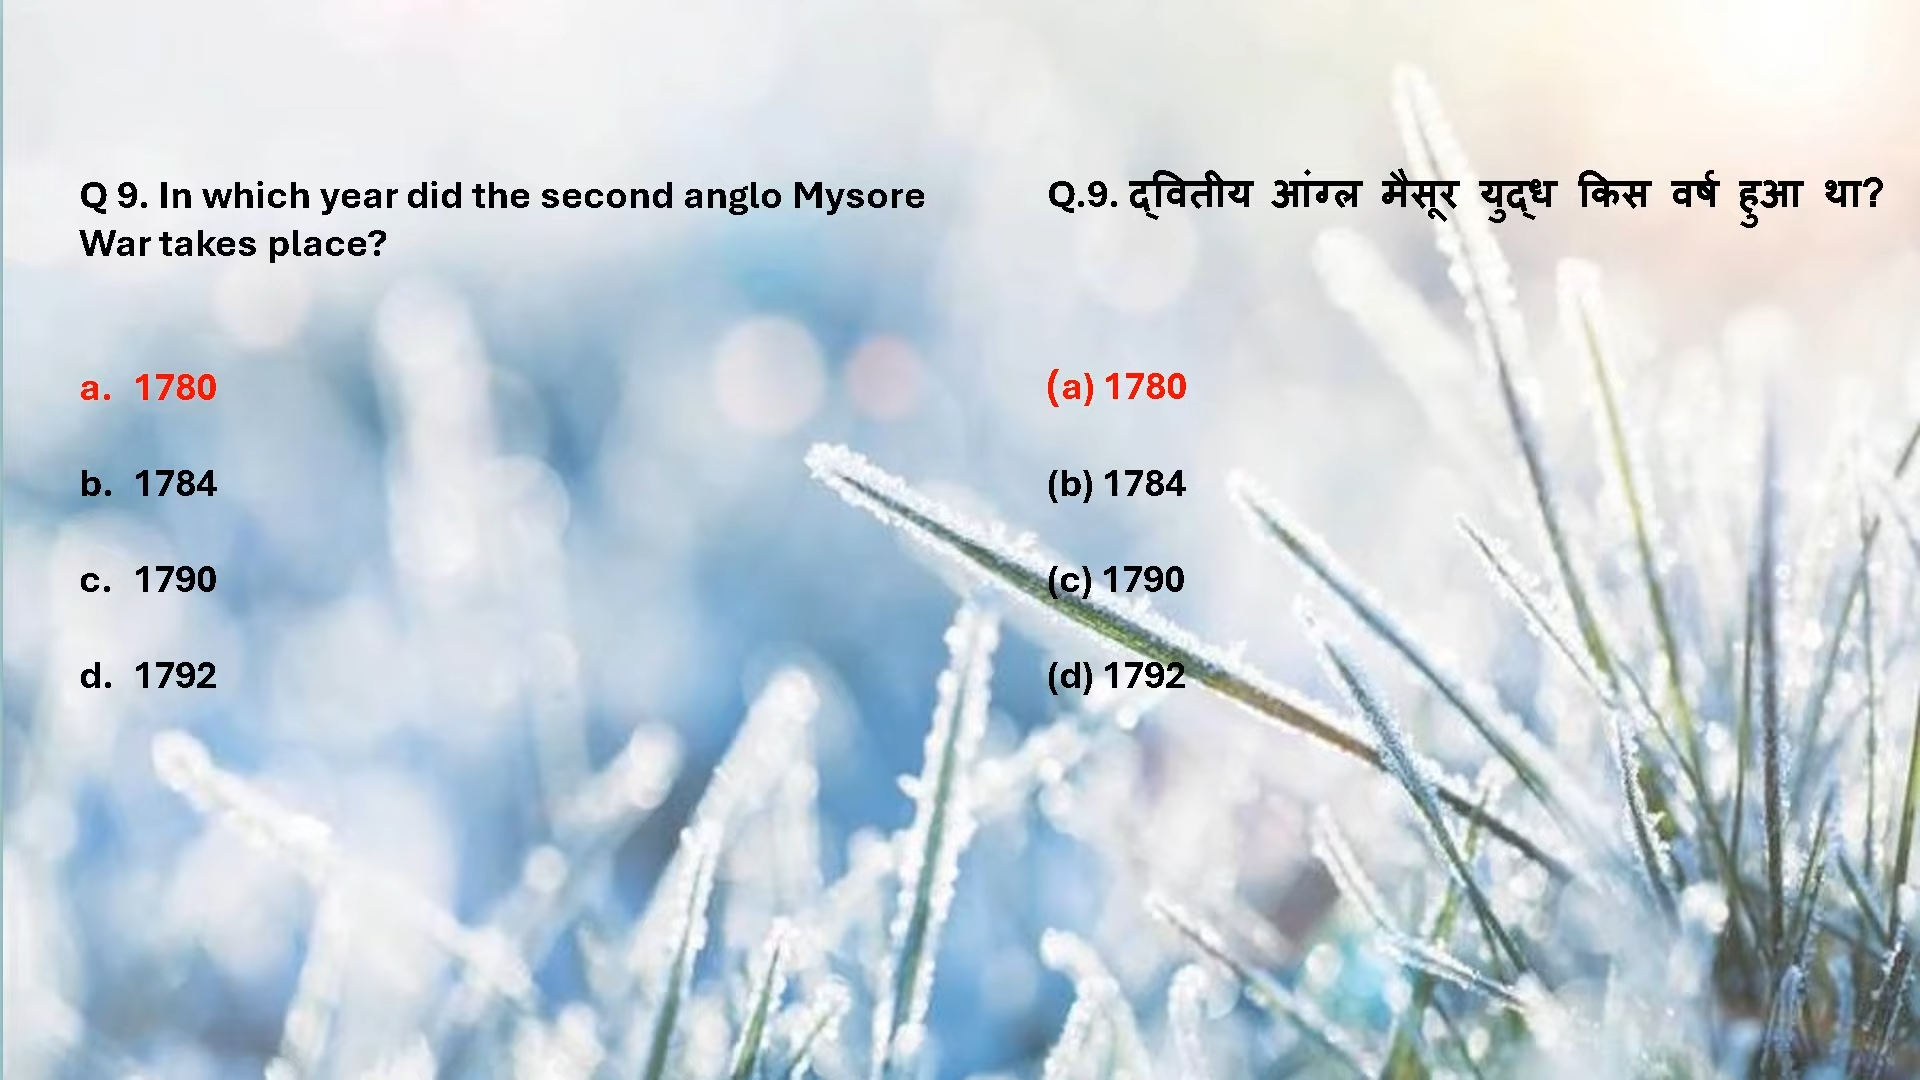 Q 9. In which year did the second anglo Mysore
War takes place?
a. 1780
b. 1784
c. 1790
d. 1792
Q.9. द्वितीय आंग्ल मैसूर युद्ध किस वर्ष हुआ था?
(a) 1780
(b) 1784
(c) 1790
(d) 1792